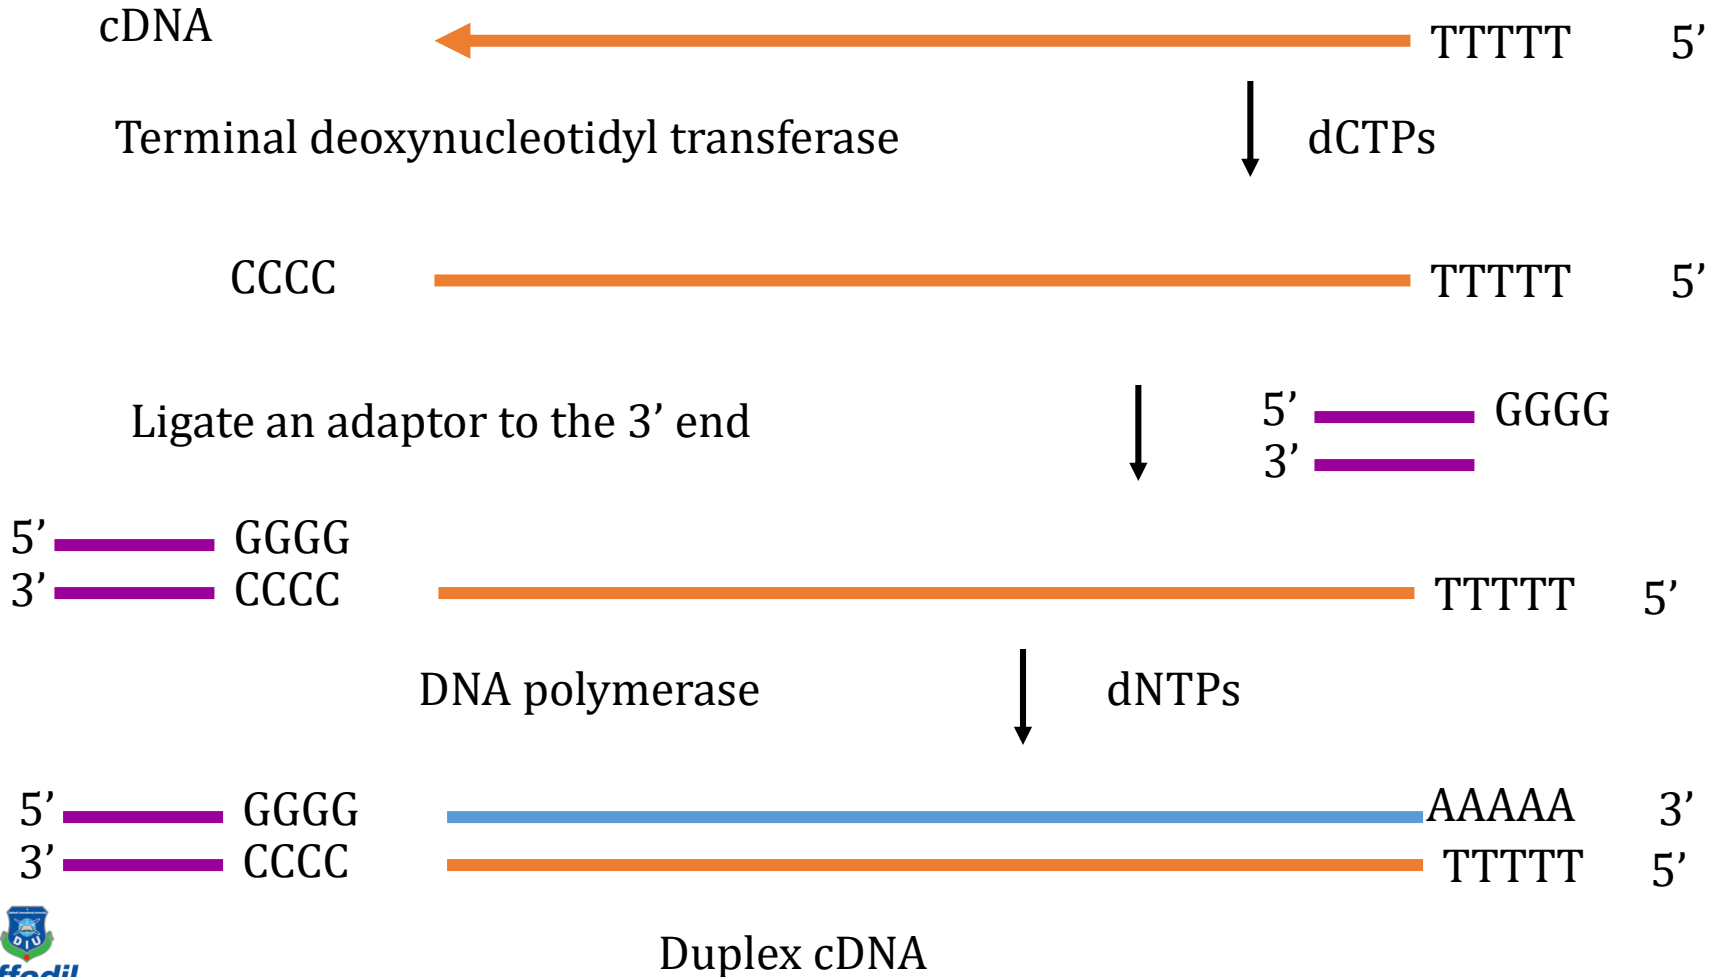 cDNA
TTTTT 5’
Terminal deoxynucleotidyl transferase
dCTPs
CCCC
TTTTT 5’
Ligate an adaptor to the 3’ end
5’ GGGG
3’
5’ GGGG
3’ CCCC
TTTTT 5’
DNA polymerase
dNTPs
5’ GGGG
AAAAA 3’
3’ CCCC
TTTTT 5’
DIU
Duplex cDNA